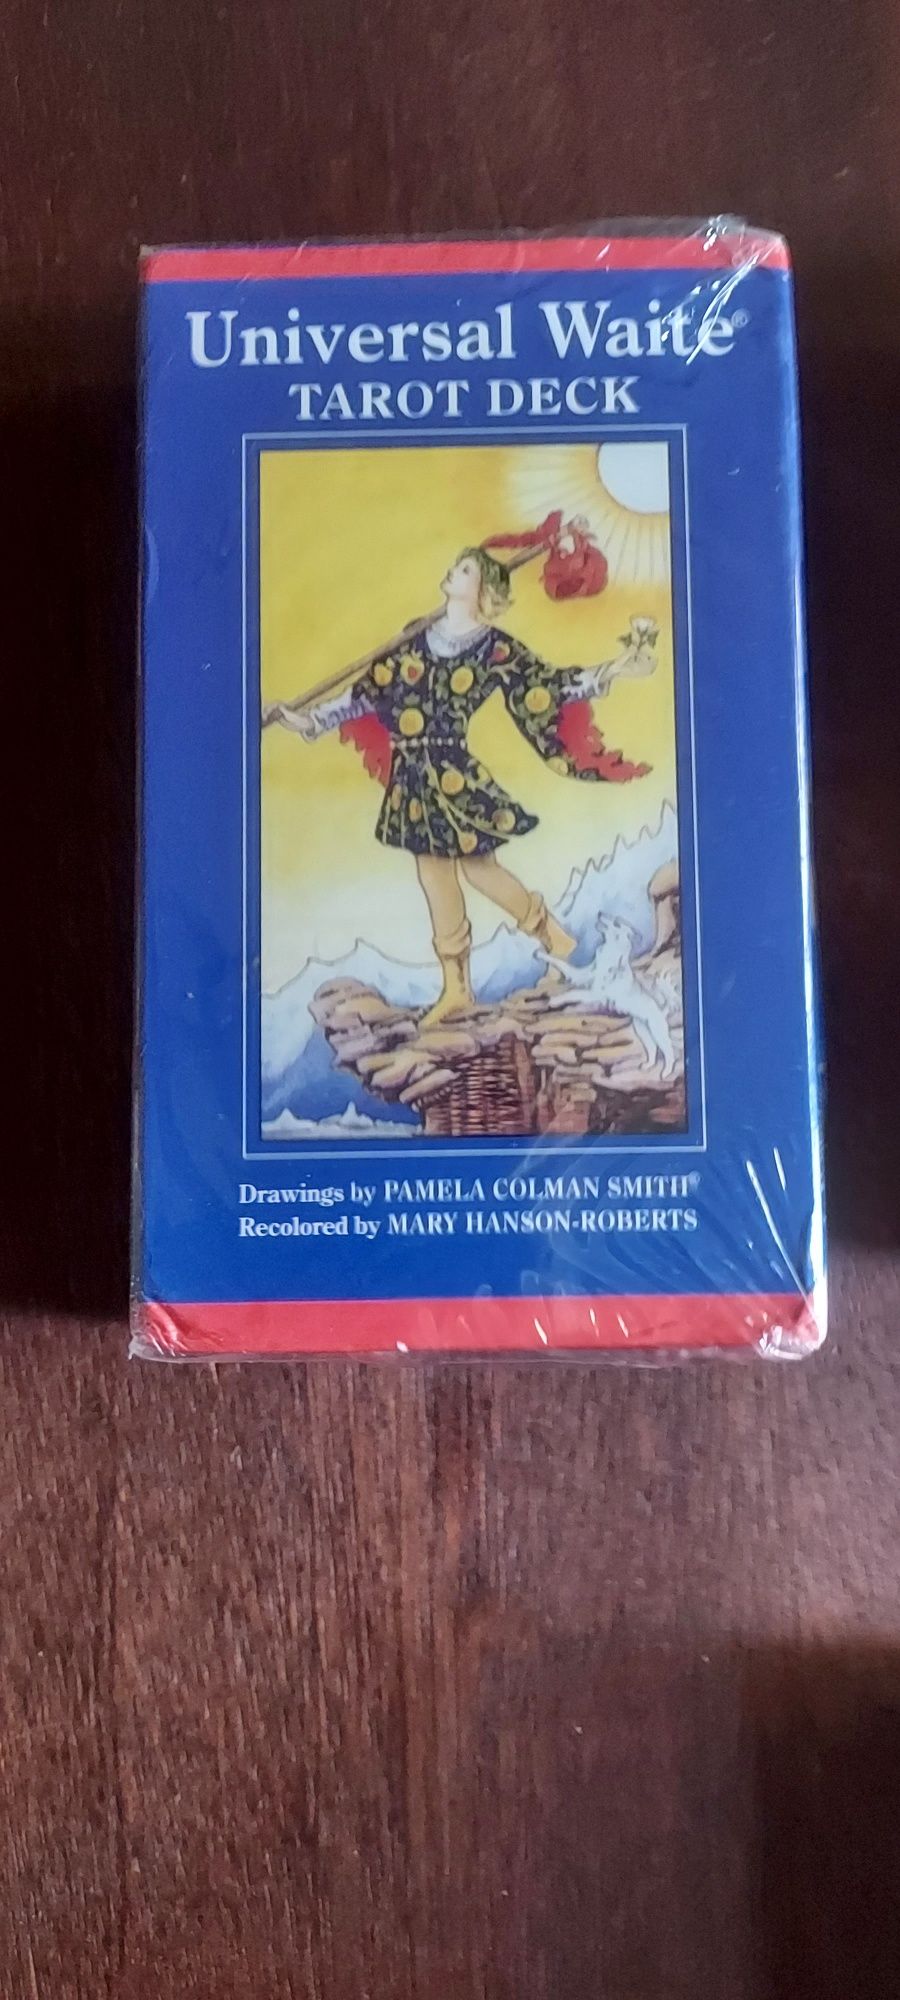 Universal Waite®
TAROT DECK
Drawings by PAMELA COLMAN SMITH®
Recolored by MARY HANSON-ROBERTS